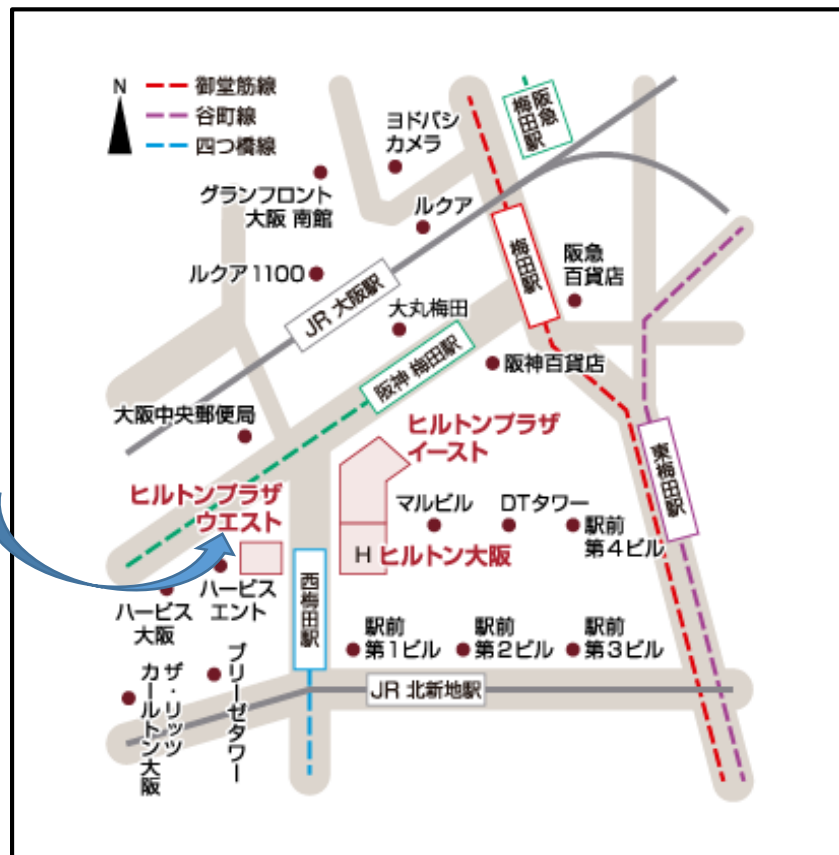 N
御堂筋線
谷町線
四つ橋線
阪急
梅田駅
ヨドバシ
カメラ
グランフロント
大阪 南館
ルクア
梅田駅
阪急
百貨店
ルクア1100
JR 大阪駅
大丸梅田
阪神 梅田駅
阪神百貨店
大阪中央郵便局
ヒルトンプラザ
イースト
東梅田駅
ヒルトンプラザ
ウエスト
マルビル
DTタワー
駅前
第4ビル
H ヒルトン大阪
西梅田駅
ハービス
エント
ハービス
大阪
駅前
第1ビル
駅前
第2ビル
駅前
第3ビル
JR 北新地駅
ブリーゼタワー
ザ・リッツ
カールトン大阪